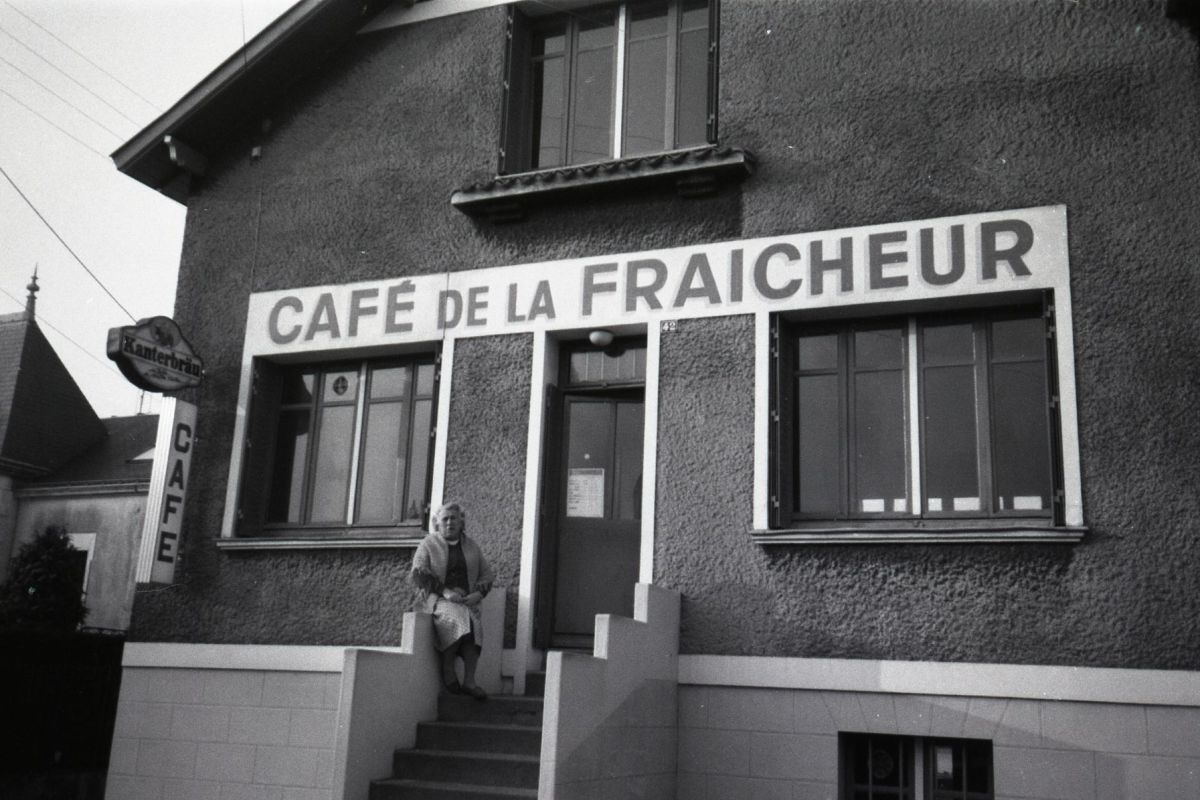 CAFÉ DE LA FRAICHEUR
42
Kanterbräu
CAFE